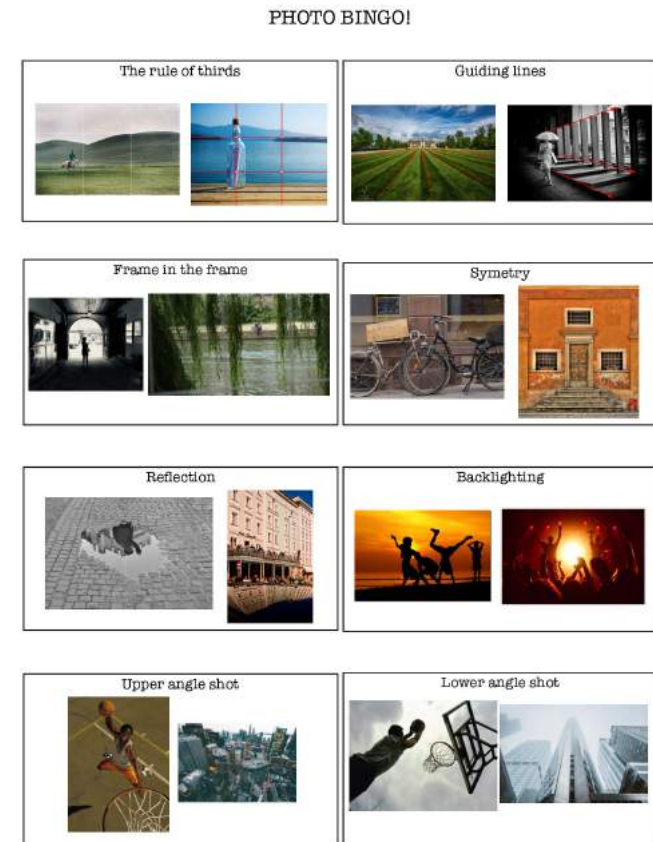 PHOTO BINGO!
The rule of thirds
Guiding lines
Frame in the frame
Symetry
Reflection
Backlighting
Upper angle shot
Lower angle shot